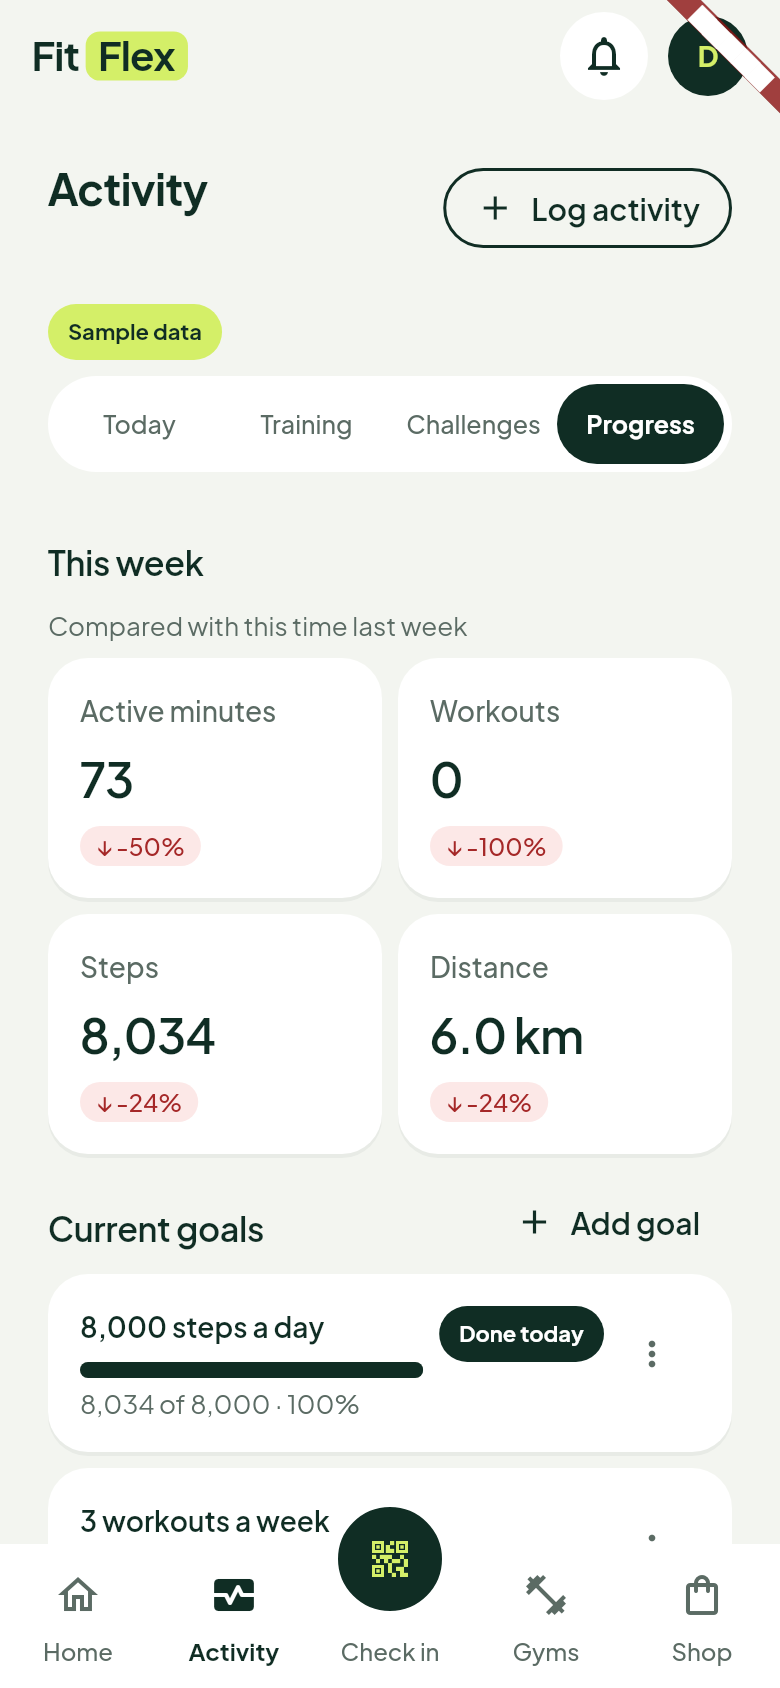 Fit Flex
D
Activity
+ Log activity
Sample data
Today Training Challenges Progress
This week
Compared with this time last week
Active minutes
73
↓ -50%
Workouts
0
↓ -100%
Steps
8,034
↓ -24%
Distance
6.0 km
↓ -24%
Current goals
+ Add goal
8,000 steps a day
Done today
8,034 of 8,000 · 100%
3 workouts a week
Home Activity Check in Gyms Shop